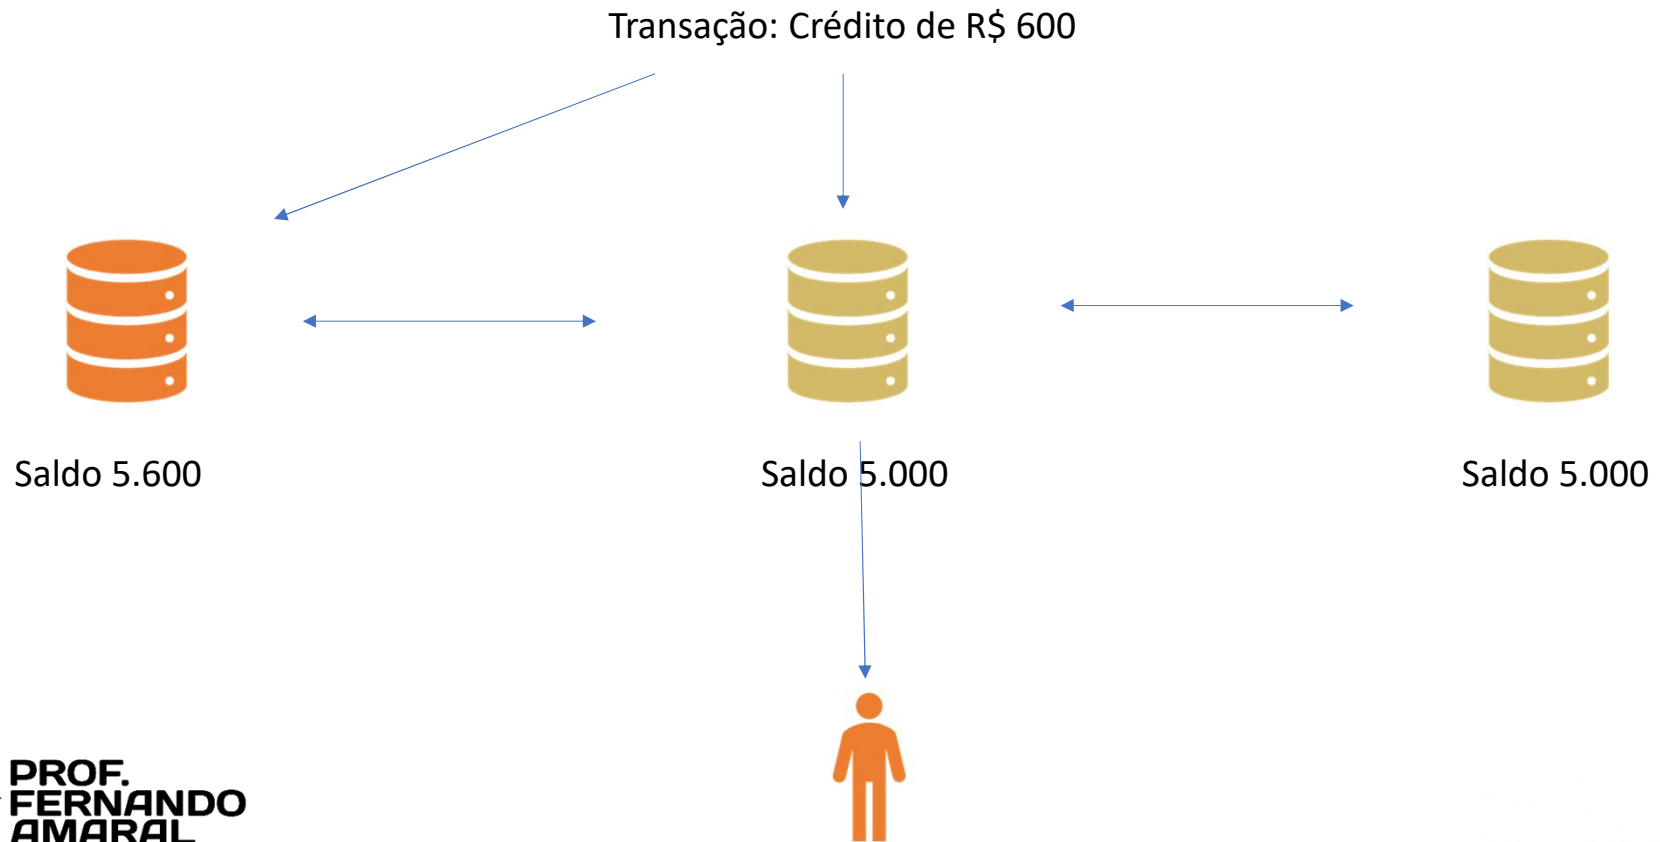 Transação: Crédito de R$ 600
Saldo 5.600
Saldo 5.000
Saldo 5.000
PROF.
FERNANDO
AMARAL